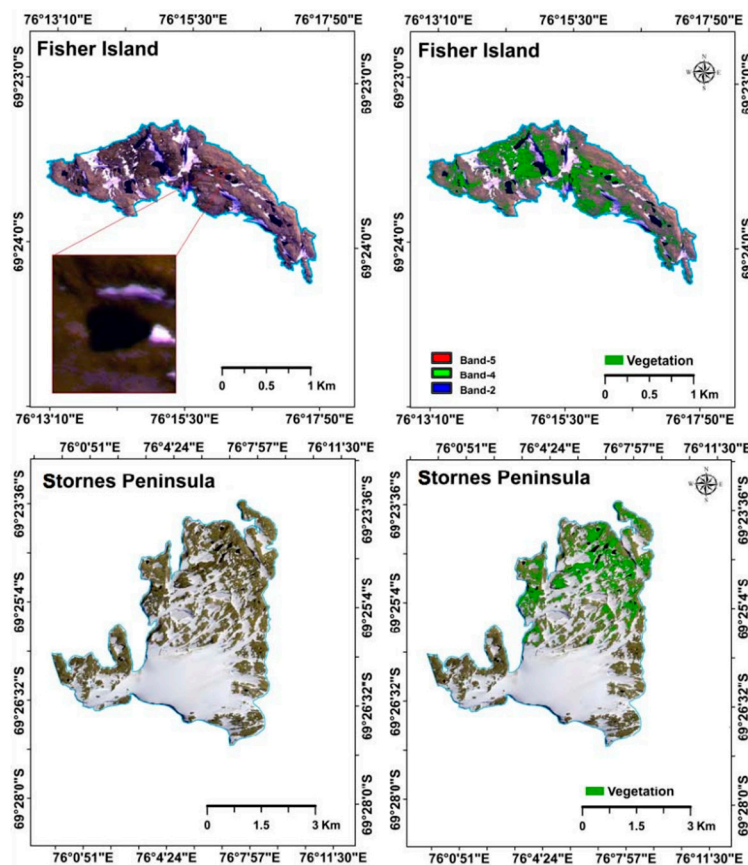 76°13'10"E 76°15'30"E 76°17'50"E
Fisher Island
69°23'0"S
69°24'0"S
0 0.5 1 Km
76°13'10"E 76°15'30"E 76°17'50"E
76°13'10"E 76°15'30"E 76°17'50"E
Fisher Island
N
W E
S
69°23'0"S
69°24'0"S
Band-5
Band-4
Band-2
Vegetation
0 0.5 1 Km
76°13'10"E 76°15'30"E 76°17'50"E
76°0'51"E 76°4'24"E 76°7'57"E 76°11'30"E
Stornes Peninsula
69°23'36"S
69°25'4"S
69°26'32"S
69°28'0"S
0 1.5 3 Km
76°0'51"E 76°4'24"E 76°7'57"E 76°11'30"E
76°0'51"E 76°4'24"E 76°7'57"E 76°11'30"E
Stornes Peninsula
N
W E
S
69°23'36"S
69°25'4"S
69°26'32"S
69°28'0"S
Vegetation
0 1.5 3 Km
76°0'51"E 76°4'24"E 76°7'57"E 76°11'30"E